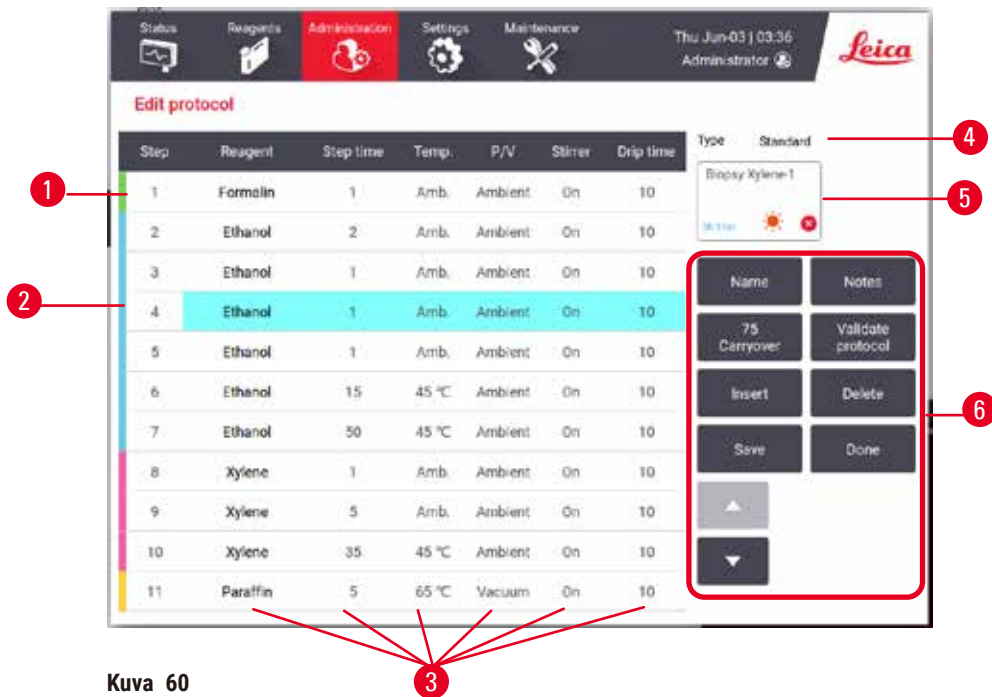 Status Reagents Administration Settings Maintenance
Thu Jun-03 | 03:36
Administrator
Leica
Edit protocol
Type Standard
4
Step Reagent Step time Temp. P/V Stirrer Drip time
Biopsy Xylene-1
5
1
1 Formalin 1 Amb. Ambient On 10
2 Ethanol 2 Amb. Ambient On 10
3 Ethanol 1 Amb. Ambient On 10
2
4 Ethanol 1 Amb. Ambient On 10
5 Ethanol 1 Amb. Ambient On 10
6 Ethanol 15 45 °C Ambient On 10
7 Ethanol 50 45 °C Ambient On 10
8 Xylene 1 Amb. Ambient On 10
9 Xylene 5 Amb. Ambient On 10
10 Xylene 35 45 °C Ambient On 10
11 Paraffin 5 65 °C Vacuum On 10
Name Notes
75
Carryover
Validate
protocol
Insert Delete
6
Save Done
3
Kuva 60